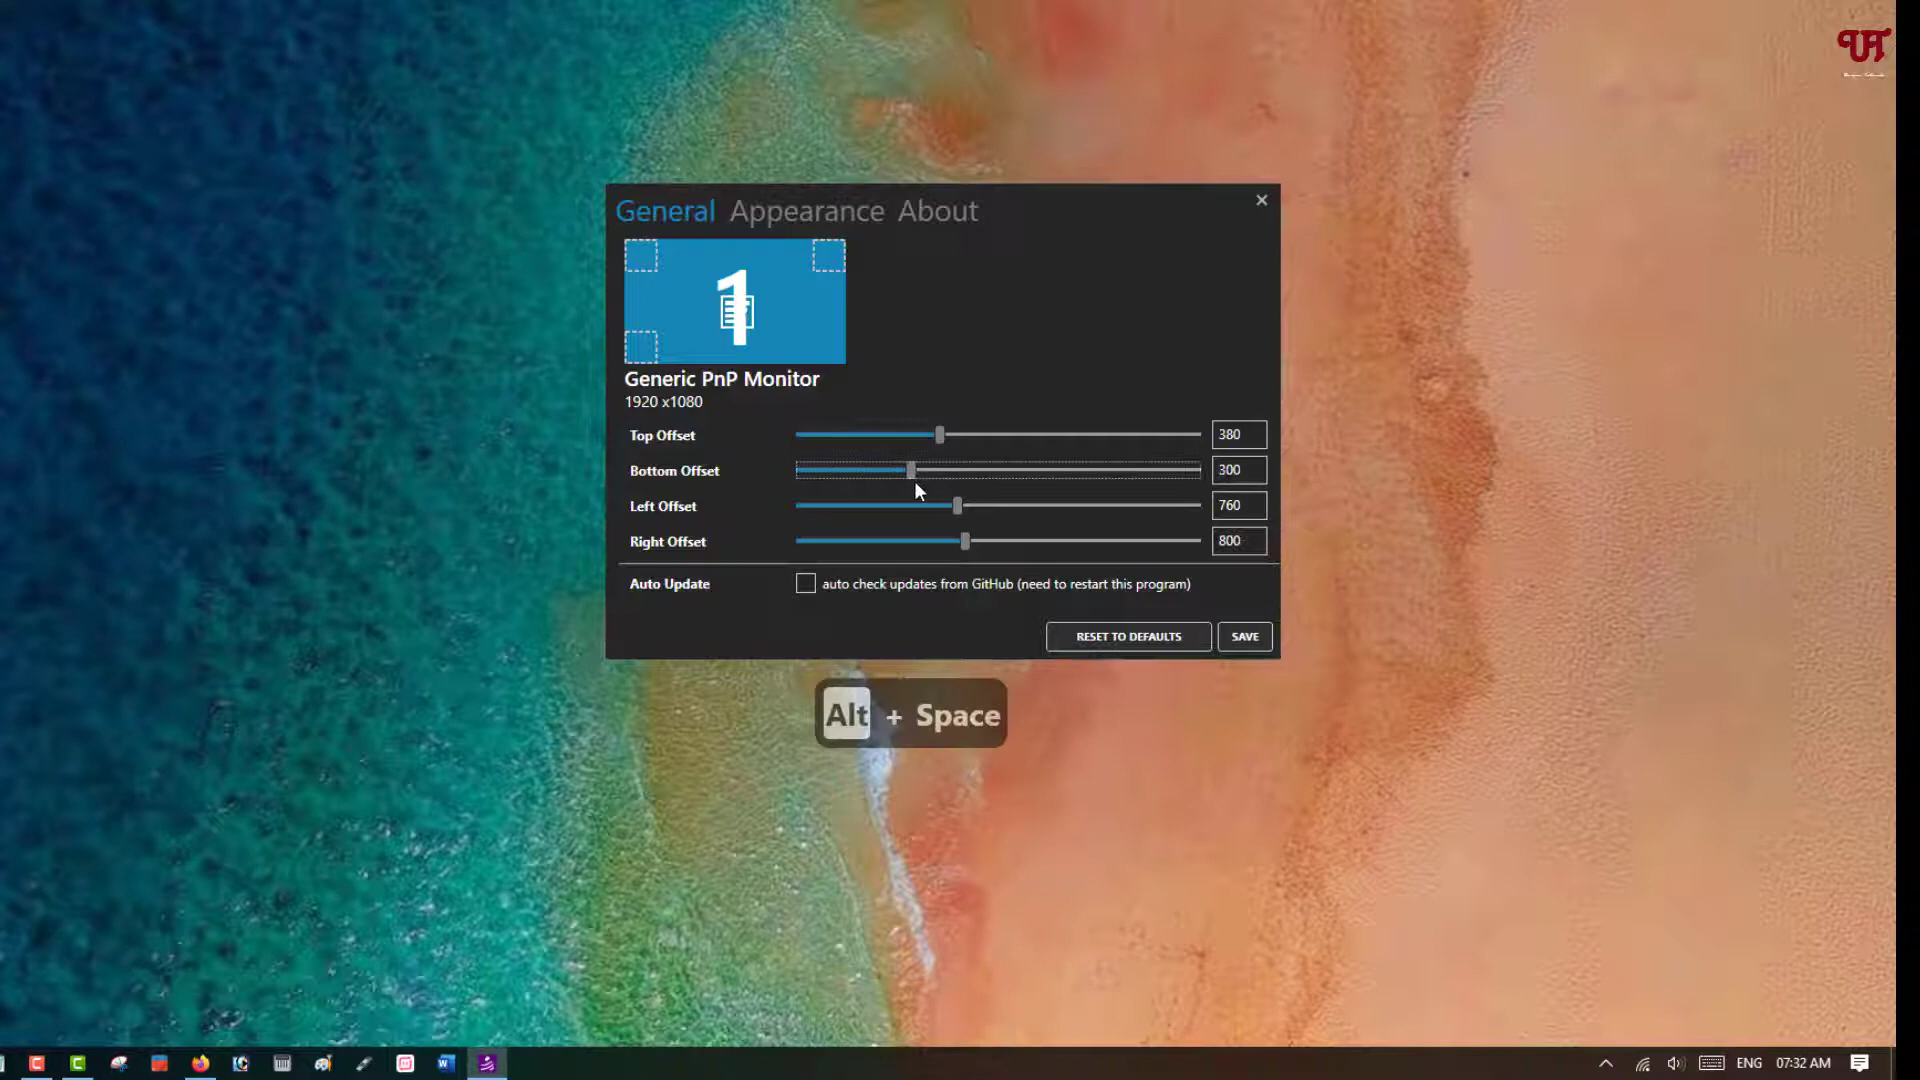 UT
General Appearance About
1
Generic PnP Monitor
1920 x1080
Top Offset 380
Bottom Offset 300
Left Offset 760
Right Offset 800
Auto Update auto check updates from GitHub (need to restart this program)
RESET TO DEFAULTS SAVE
Alt + Space
ENG 07:32 AM